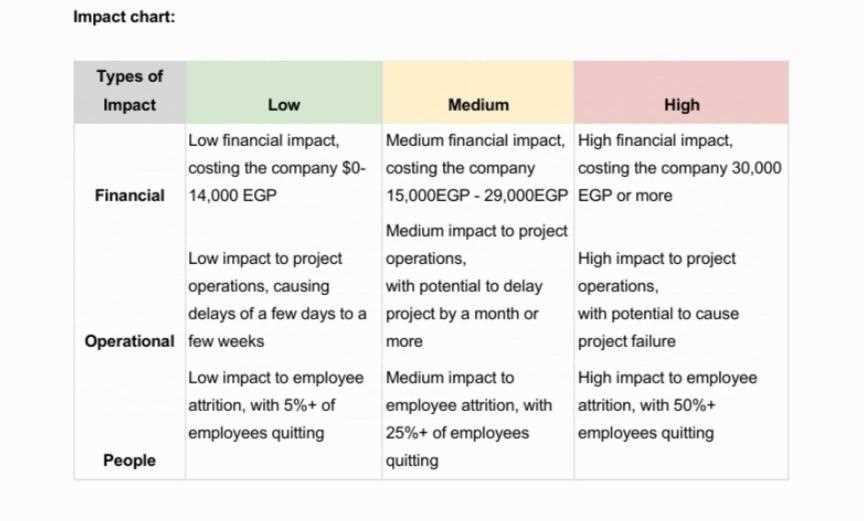 Impact chart:
Types of
Impact
Low
Medium
High
Financial
Low financial impact,
costing the company $0-
14,000 EGP
Medium financial impact,
costing the company
15,000EGP - 29,000EGP
High financial impact,
costing the company 30,000
EGP or more
Operational
Low impact to project
operations, causing
delays of a few days to a
few weeks
Medium impact to project
operations,
with potential to delay
project by a month or
more
High impact to project
operations,
with potential to cause
project failure
People
Low impact to employee
attrition, with 5%+ of
employees quitting
Medium impact to
employee attrition, with
25%+ of employees
quitting
High impact to employee
attrition, with 50%+
employees quitting